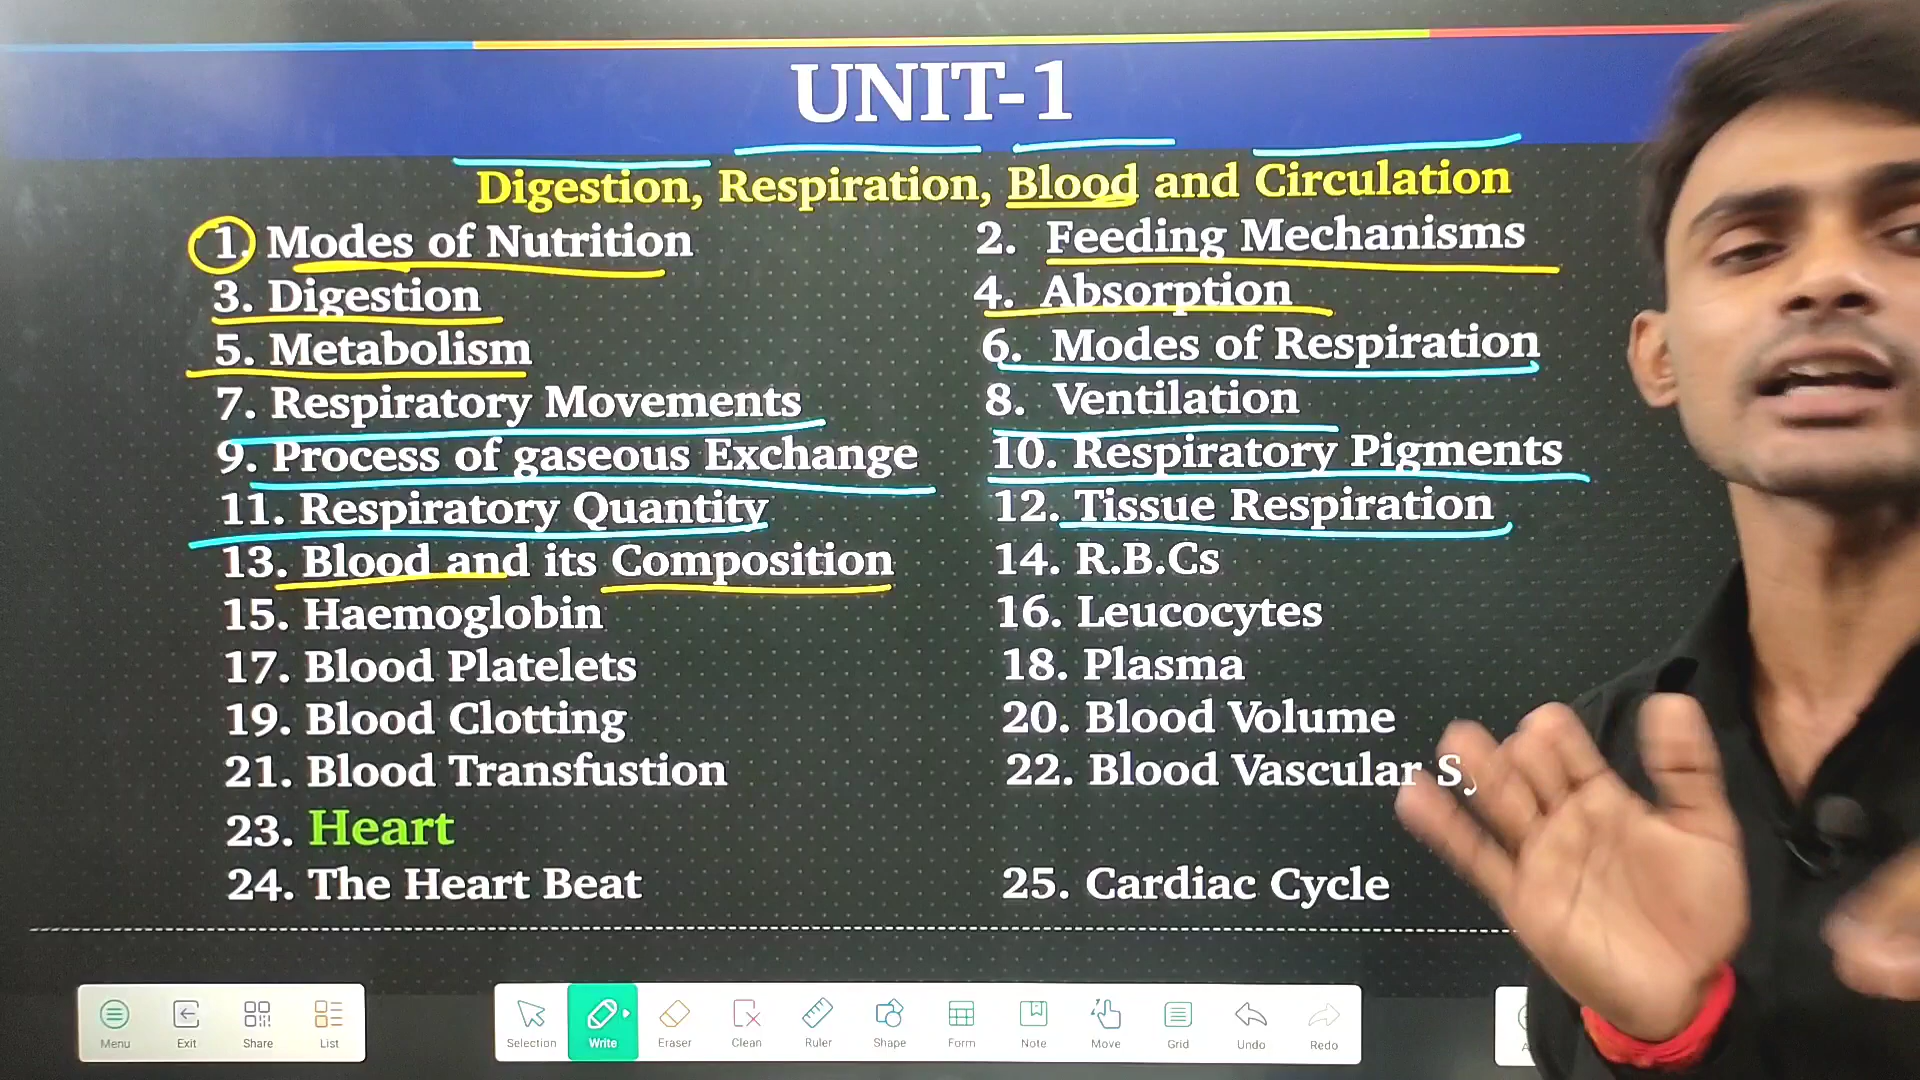 UNIT-1
Digestion, Respiration, Blood and Circulation
1. Modes of Nutrition 2. Feeding Mechanisms
3. Digestion 4. Absorption
5. Metabolism 6. Modes of Respiration
7. Respiratory Movements 8. Ventilation
9. Process of gaseous Exchange 10. Respiratory Pigments
11. Respiratory Quantity 12. Tissue Respiration
13. Blood and its Composition 14. R.B.Cs
15. Haemoglobin 16. Leucocytes
17. Blood Platelets 18. Plasma
19. Blood Clotting 20. Blood Volume
21. Blood Transfustion 22. Blood Vascular
23. Heart
24. The Heart Beat 25. Cardiac Cycle
Menu Exit Share List Selection Write Eraser Clean Ruler Shape Form Note Move Grid Undo Redo